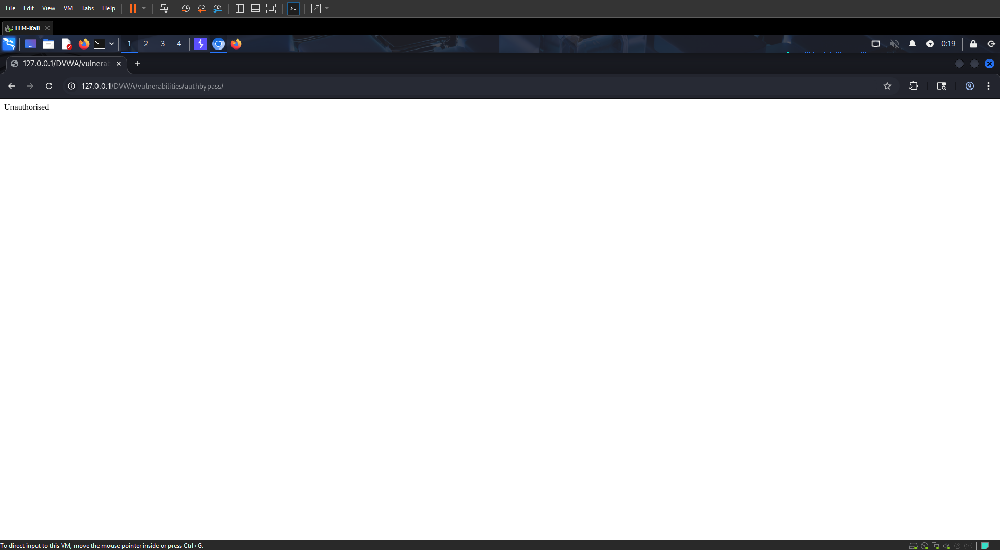 File Edit View VM Tabs Help
LLM-Kali
1 2 3 4 0:19
127.0.0.1/DVWA/vulnera
127.0.0.1/DVWA/vulnerabilities/authbypass/
Unauthorised
To direct input to this VM, move the mouse pointer inside or press Ctrl+G.